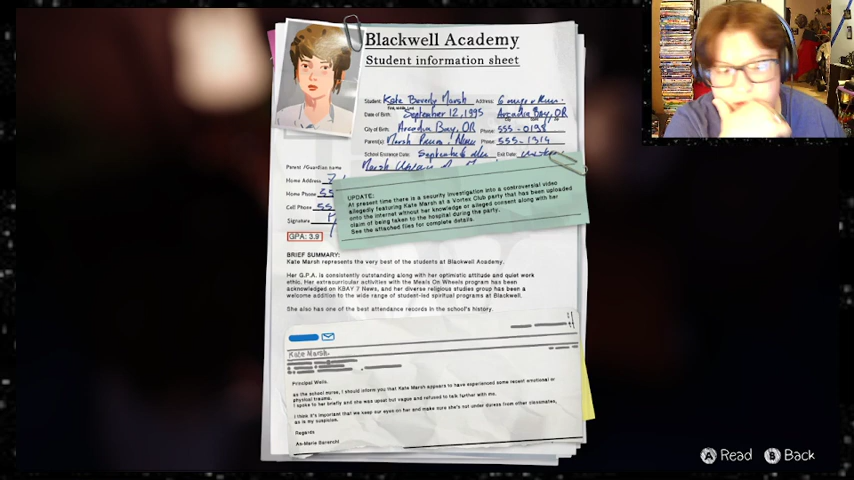 Blackwell Academy
Student information sheet
Student: Kate Beverly Marsh Address:
Date of Birth: September 12, 1995 Arcadia Bay, OR
City of Birth: Arcadia Bay, OR Phone:
Parent(s) Marsh Phone: 555-1314
School Entrance Date: Exit Date:
Parent / Guardian name
Home Address
Home Phone
Cell Phone
Signature
GPA: 3.9
UPDATE:
At present time there is a security investigation into a controversial video
allegedly featuring Kate Marsh at a Vortex Club party that has been uploaded
onto the internet without her knowledge or alleged consent along with her
claim of being taken to the hospital during the party.
See the attached files for complete details.
BRIEF SUMMARY:
Kate Marsh represents the very best of the students at Blackwell Academy.
Her G.P.A. is consistently outstanding along with her optimistic attitude and quiet work
ethic. Her extracurricular activities with the Meals On Wheels program has been
acknowledged on KBAY 7 News, and her diverse religious studies group has been a
welcome addition to the wide range of student-led spiritual programs at Blackwell.
She also has one of the best attendance records in the school's history.
Kate Marsh
Principal Wells,
as the school nurse, I should inform you that Kate Marsh appears to have experienced some recent emotional or
physical trauma.
I spoke to her briefly and she was upset but vague and refused to talk further with me.
I think it's important that we keep our eyes on her and make sure she's not under duress from other classmates,
as is my suspicion.
Regards
A Read B Back